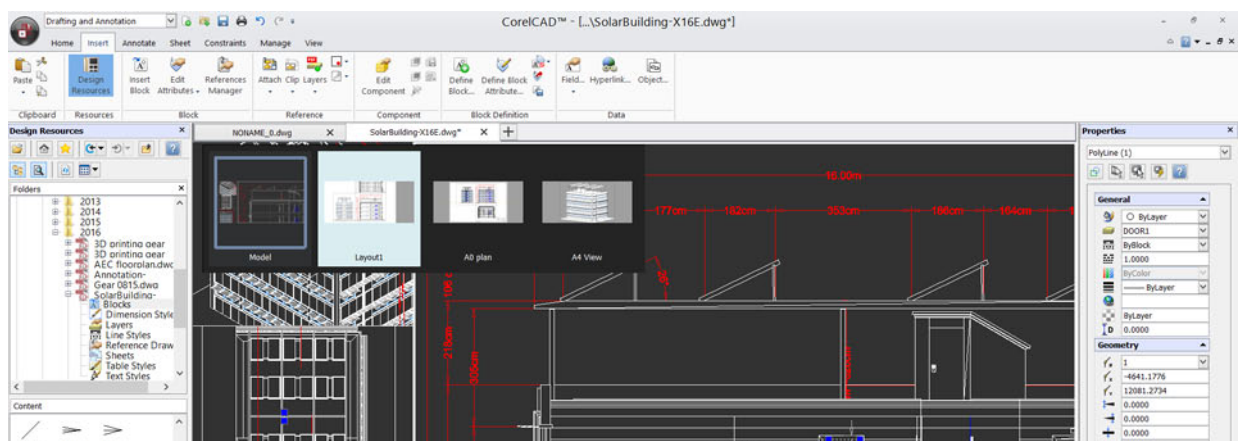 Drafting and Annotation
CorelCAD™ - [...\SolarBuilding-X16E.dwg*]
Home Insert Annotate Sheet Constraints Manage View
Paste
Design Resources
Insert Block
Edit Attributes
References Manager
Attach Clip Layers
Edit Component
Define Block...
Define Block Attribute...
Field... Hyperlink... Object...
Clipboard Resources Block Reference Component Block Definition Data
Design Resources
NONAME_0.dwg
SolarBuilding-X16E.dwg*
Properties
PolyLine (1)
Folders
2013
2014
2015
2016
3D printing gear
3D printing gear
AEC floorplan.dwg
Annotation-
Gear 0815.dwg
SolarBuilding-
Blocks
Dimension Style
Layers
Line Styles
Reference Draw
Sheets
Table Styles
Text Styles
Content
Model
Layout1
A0 plan
A4 View
16.00m
177cm 182cm 353cm 186cm 164cm
219cm
General
ByLayer
DOOR1
ByBlock
1.0000
ByColor
ByLayer
ByLayer
0.0000
Geometry
1
-4641.1776
12081.2734
0.0000
0.0000
0.0000